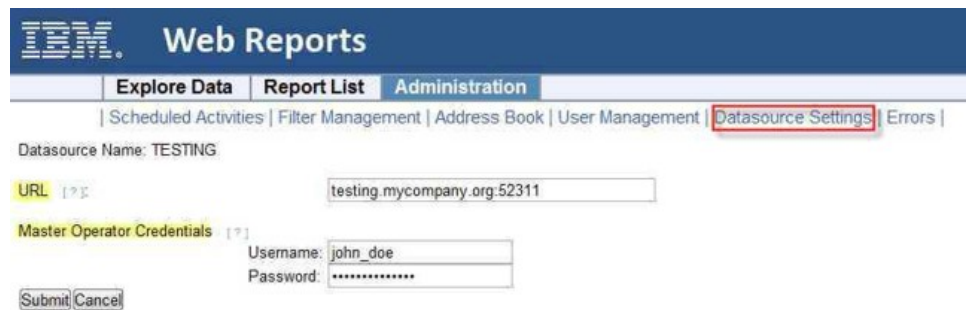 IBM. Web Reports
Explore Data Report List Administration
| Scheduled Activities | Filter Management | Address Book | User Management | Datasource Settings | Errors |
Datasource Name: TESTING
URL [?]: testing.mycompany.org:52311
Master Operator Credentials [?]
Username: john_doe
Password: ••••••••••••••
Submit Cancel